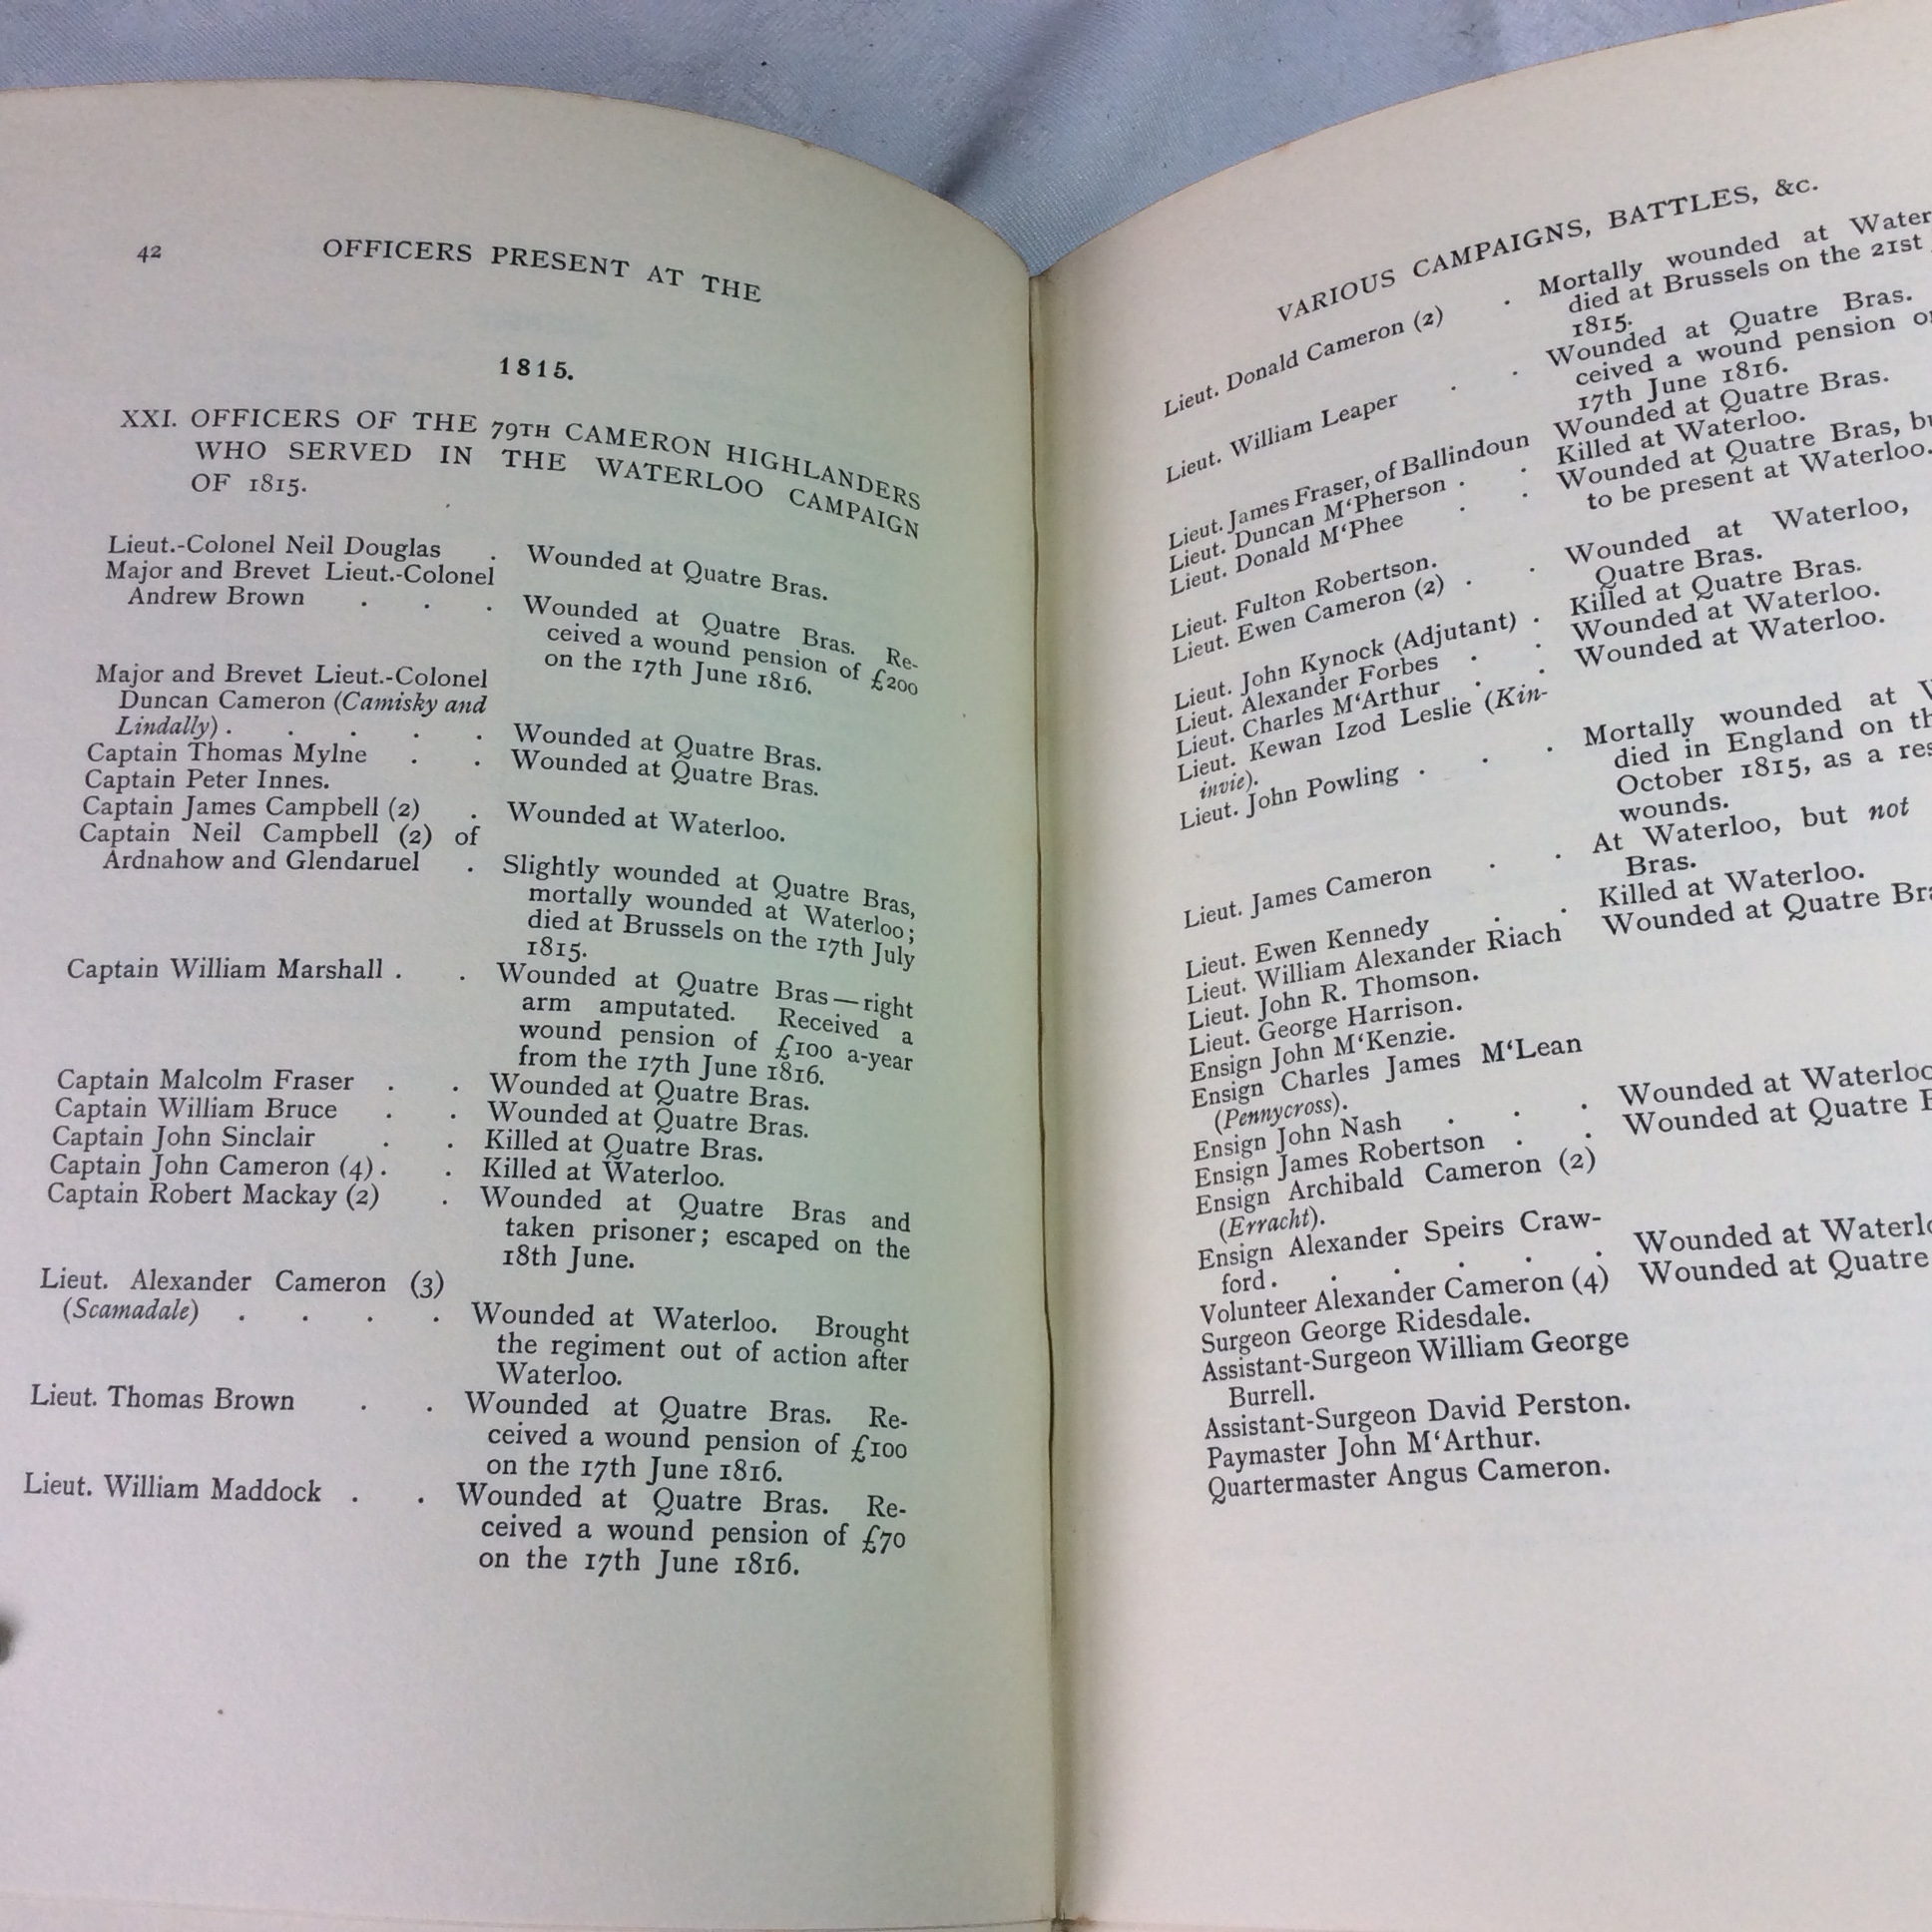 42 OFFICERS PRESENT AT THE
1815.
XXI. OFFICERS OF THE 79TH CAMERON HIGHLANDERS
WHO SERVED IN THE WATERLOO CAMPAIGN
OF 1815.
Lieut.-Colonel Neil Douglas . Wounded at Quatre Bras.
Major and Brevet Lieut.-Colonel
Andrew Brown . . . Wounded at Quatre Bras. Re-
ceived a wound pension of £200
on the 17th June 1816.
Major and Brevet Lieut.-Colonel
Duncan Cameron (Camisky and
Lindally) . . . . . Wounded at Quatre Bras.
Captain Thomas Mylne . . Wounded at Quatre Bras.
Captain Peter Innes.
Captain James Campbell (2) . Wounded at Waterloo.
Captain Neil Campbell (2) of
Ardnahow and Glendaruel . Slightly wounded at Quatre Bras,
mortally wounded at Waterloo;
died at Brussels on the 17th July
1815.
Captain William Marshall . . Wounded at Quatre Bras — right
arm amputated. Received a
wound pension of £100 a-year
from the 17th June 1816.
Captain Malcolm Fraser . . Wounded at Quatre Bras.
Captain William Bruce . . Wounded at Quatre Bras.
Captain John Sinclair . . Killed at Quatre Bras.
Captain John Cameron (4) . . Killed at Waterloo.
Captain Robert Mackay (2) . Wounded at Quatre Bras and
taken prisoner; escaped on the
18th June.
Lieut. Alexander Cameron (3)
(Scamadale) . . . . Wounded at Waterloo. Brought
the regiment out of action after
Waterloo.
Lieut. Thomas Brown . . Wounded at Quatre Bras. Re-
ceived a wound pension of £100
on the 17th June 1816.
Lieut. William Maddock . . Wounded at Quatre Bras. Re-
ceived a wound pension of £70
on the 17th June 1816.
VARIOUS CAMPAIGNS, BATTLES, &c.
Lieut. Donald Cameron (2) . Mortally wounded at Water
died at Brussels on the 21st
1815.
Lieut. William Leaper . . Wounded at Quatre Bras.
ceived a wound pension
17th June 1816.
Lieut. James Fraser, of Ballindoun Wounded at Quatre Bras.
Lieut. Duncan M‘Pherson . . Killed at Waterloo.
Lieut. Donald M‘Phee . . Wounded at Quatre Bras,
to be present at Waterloo.
Lieut. Fulton Robertson.
Lieut. Ewen Cameron (2) . . Wounded at Waterloo,
Quatre Bras.
Lieut. John Kynock (Adjutant) . Killed at Quatre Bras.
Lieut. Alexander Forbes . . Wounded at Waterloo.
Lieut. Charles M‘Arthur . . Wounded at Waterloo.
Lieut. Kewan Izod Leslie (Kin-
invie).
Lieut. John Powling . . . Mortally wounded at
died in England on
October 1815, as a
wounds.
Lieut. James Cameron . . At Waterloo, but not
Bras.
Lieut. Ewen Kennedy . . Killed at Waterloo.
Lieut. William Alexander Riach Wounded at Quatre
Lieut. John R. Thomson.
Lieut. George Harrison.
Ensign John M‘Kenzie.
Ensign Charles James M‘Lean
(Pennycross).
Ensign John Nash . . . Wounded at Waterloo
Ensign James Robertson . . Wounded at Quatre
Ensign Archibald Cameron (2)
(Erracht).
Ensign Alexander Speirs Craw-
ford . . . . . . Wounded at Waterlo
Volunteer Alexander Cameron (4) Wounded at Quatre
Surgeon George Ridesdale.
Assistant-Surgeon William George
Burrell.
Assistant-Surgeon David Perston.
Paymaster John M‘Arthur.
Quartermaster Angus Cameron.